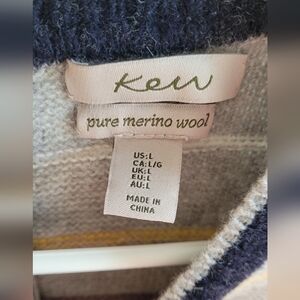 Kew
pure merino wool
US:L
CA:L/G
UK:L
EU:L
AU:L
MADE IN
CHINA